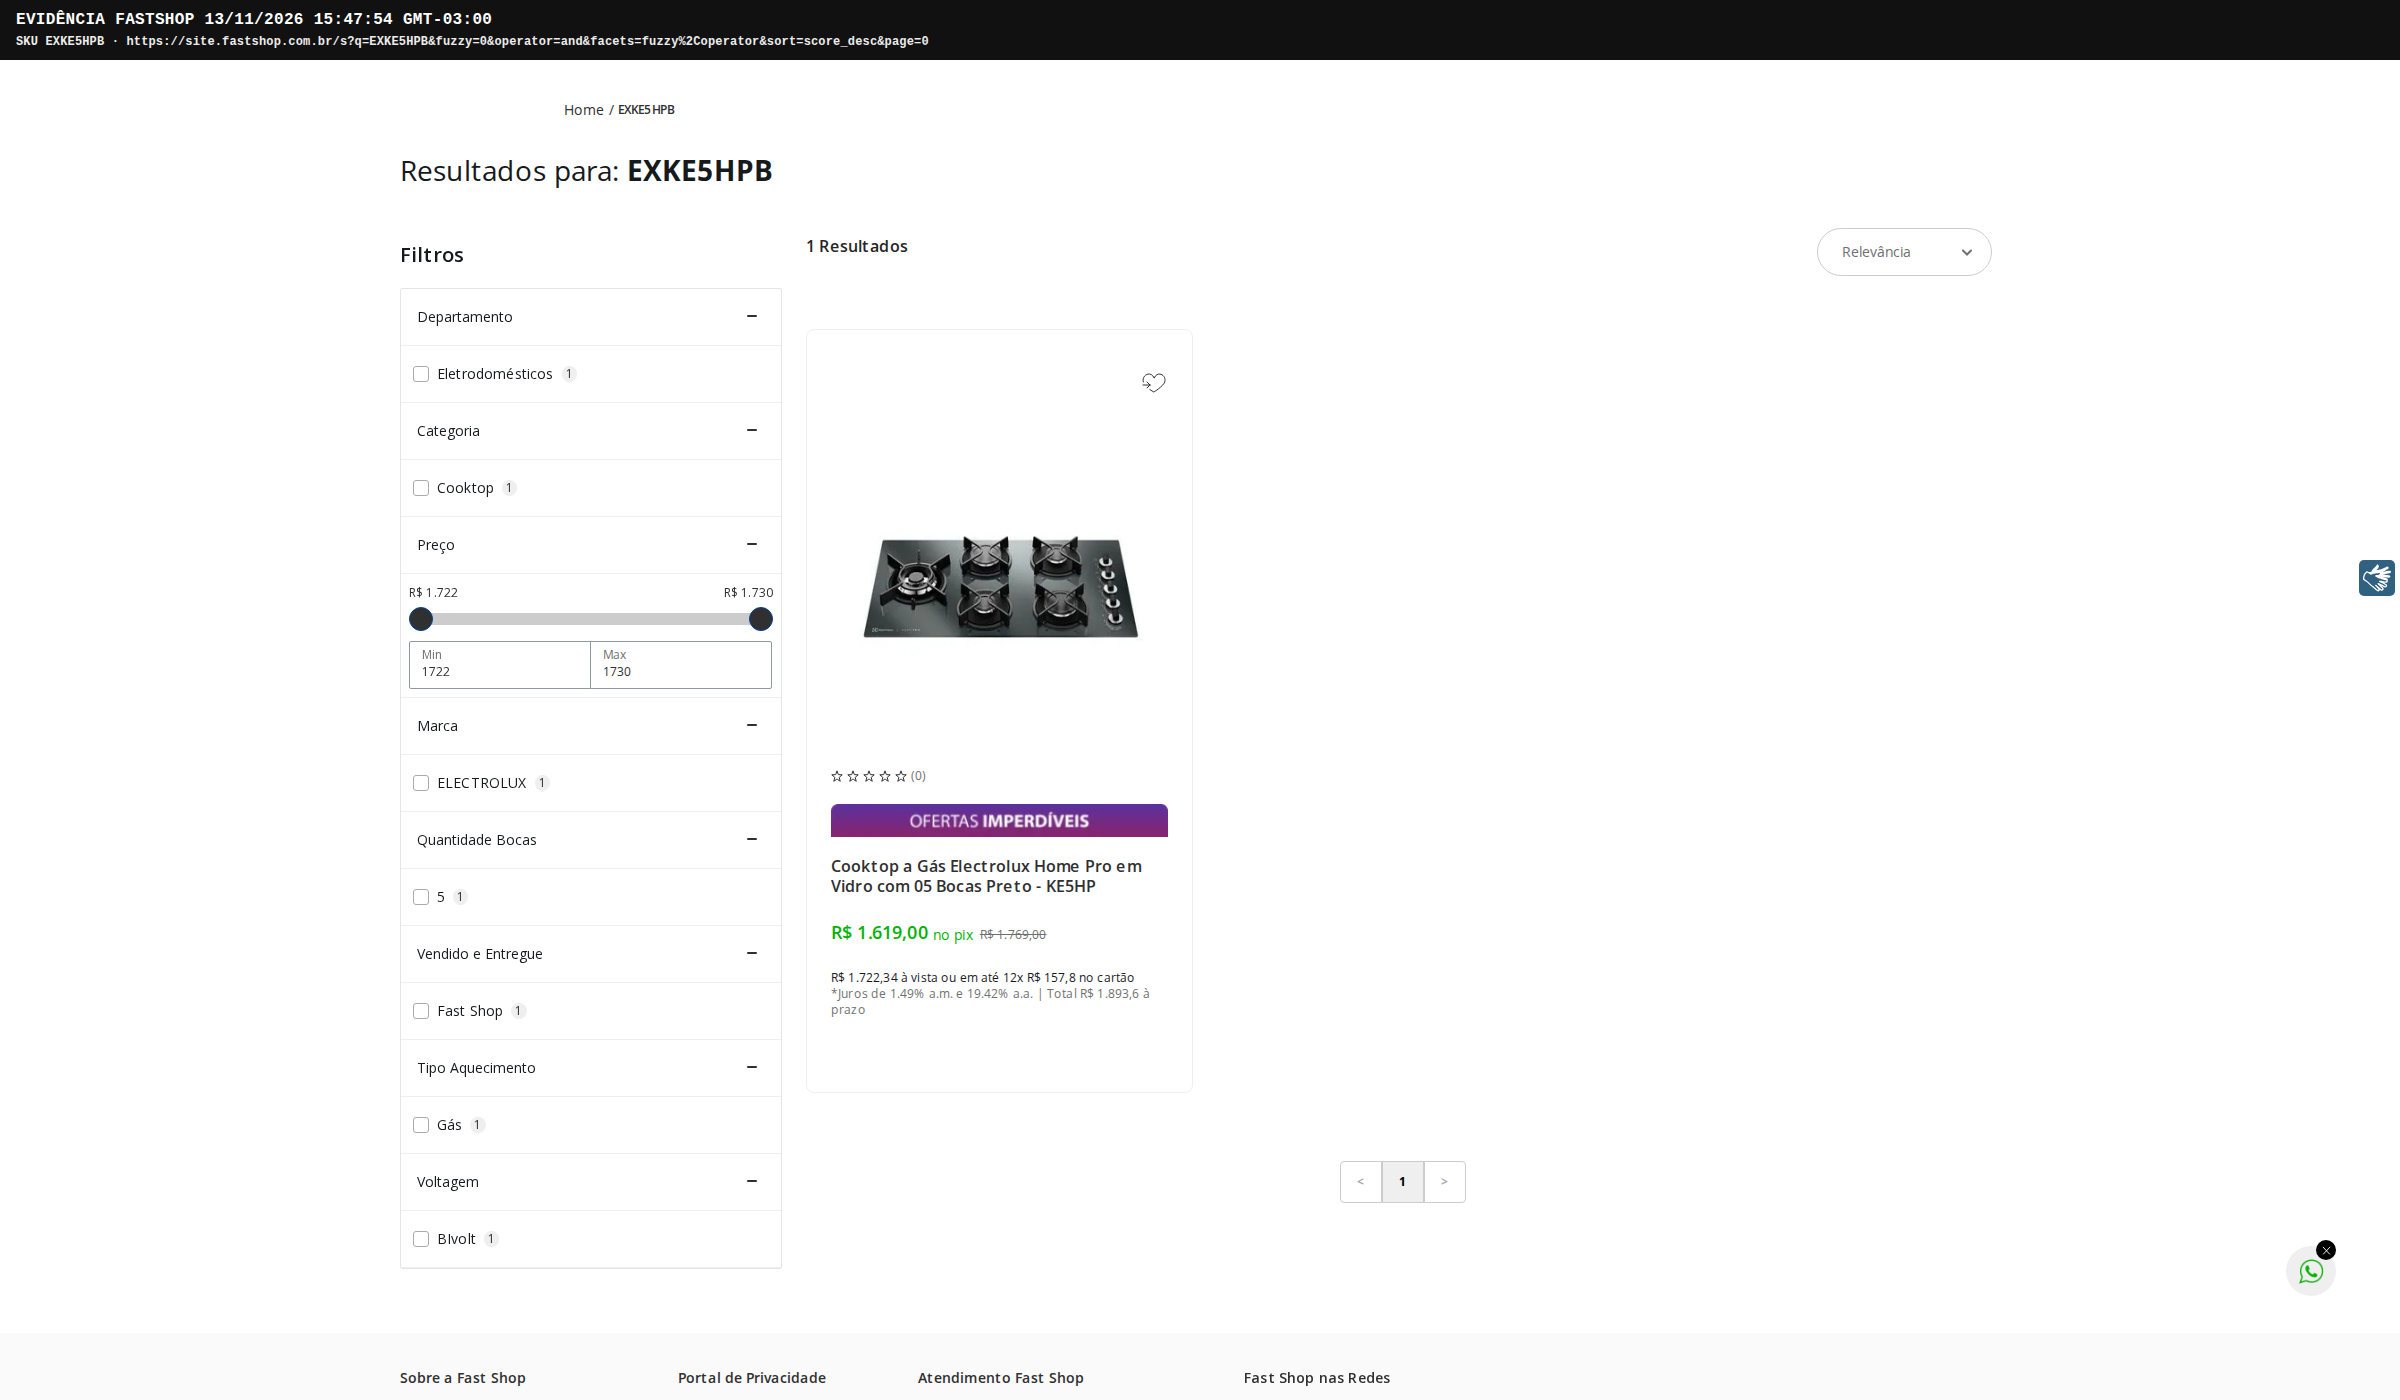 EVIDÊNCIA FASTSHOP 13/11/2026 15:47:54 GMT-03:00
SKU EXKE5HPB · https://site.fastshop.com.br/s?q=EXKE5HPB&fuzzy=0&operator=and&facets=fuzzy%2Coperator&sort=score_desc&page=0
Home / EXKE5HPB
Resultados para: EXKE5HPB
Filtros
1 Resultados
Relevância
Departamento
Eletrodomésticos 1
Categoria
Cooktop 1
Preço
R$ 1.722 R$ 1.730
Min Max
1722 1730
Marca
ELECTROLUX 1
Quantidade Bocas
5 1
Vendido e Entregue
Fast Shop 1
Tipo Aquecimento
Gás 1
Voltagem
BIvolt 1
(0)
OFERTAS IMPERDÍVEIS
Cooktop a Gás Electrolux Home Pro em
Vidro com 05 Bocas Preto - KE5HP
R$ 1.619,00 no pix R$ 1.769,00
R$ 1.722,34 à vista ou em até 12x R$ 157,8 no cartão
*Juros de 1.49% a.m. e 19.42% a.a. | Total R$ 1.893,6 à
prazo
< 1 >
Sobre a Fast Shop Portal de Privacidade Atendimento Fast Shop Fast Shop nas Redes